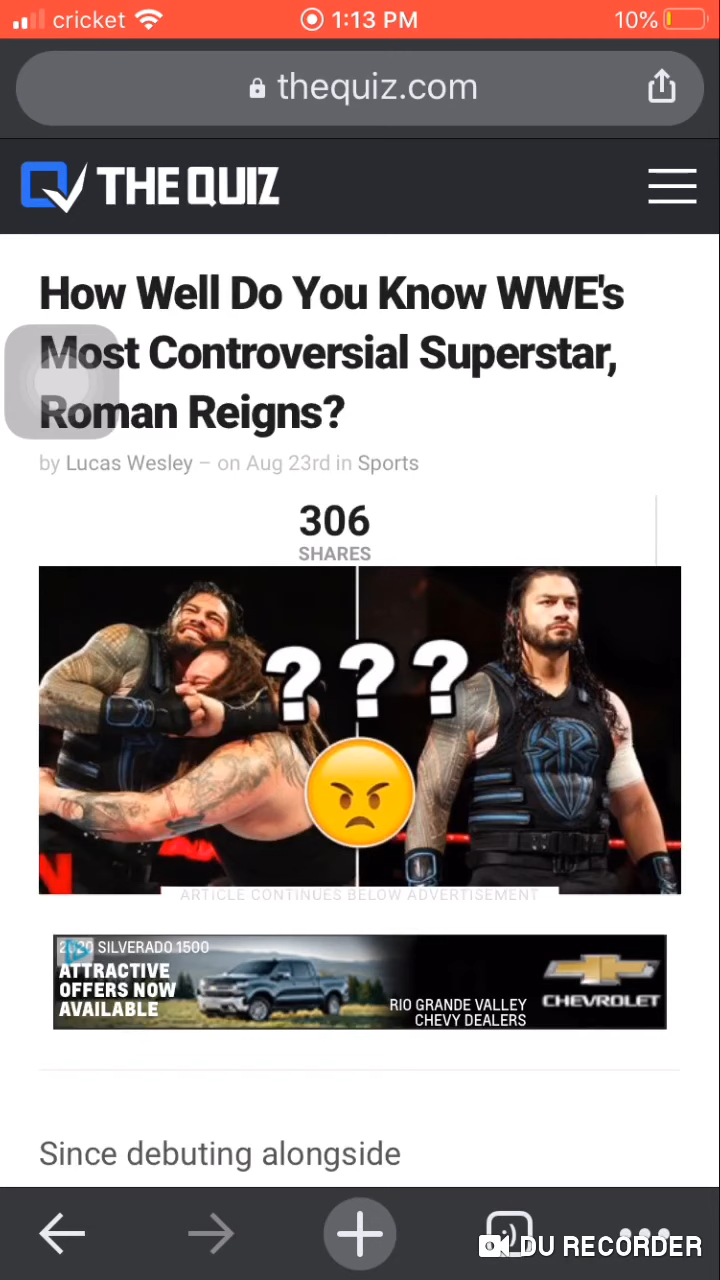 cricket 1:13 PM 10%
thequiz.com
THE QUIZ
How Well Do You Know WWE's
Most Controversial Superstar,
Roman Reigns?
by Lucas Wesley – on Aug 23rd in Sports
306
SHARES
? ? ?
ARTICLE CONTINUES BELOW ADVERTISEMENT
2020 SILVERADO 1500
ATTRACTIVE
OFFERS NOW
AVAILABLE
RIO GRANDE VALLEY
CHEVY DEALERS
CHEVROLET
Since debuting alongside
:)
DU RECORDER